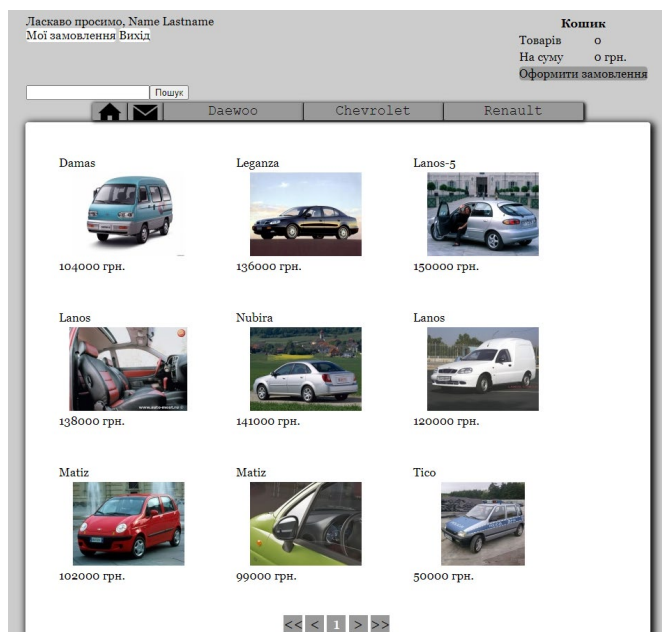 Ласкаво просимо, Name Lastname
Мої замовлення Вихід
Кошик
Товарів 0
На суму 0 грн.
Оформити замовлення
Пошук
Daewoo Chevrolet Renault
Damas Leganza Lanos-5
104000 грн. 136000 грн. 150000 грн.
Lanos Nubira Lanos
138000 грн. 141000 грн. 120000 грн.
Matiz Matiz Tico
102000 грн. 99000 грн. 50000 грн.
<< < 1 > >>